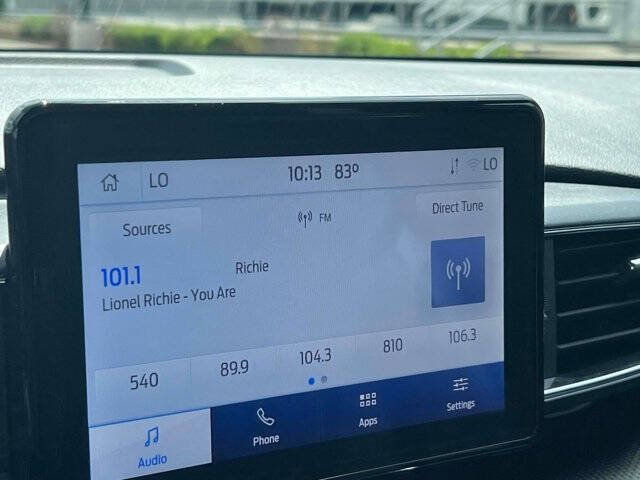 LO 10:13 83° LO
Sources FM Direct Tune
101.1 Richie
Lionel Richie - You Are
540 89.9 104.3 810 106.3
Audio Phone Apps Settings